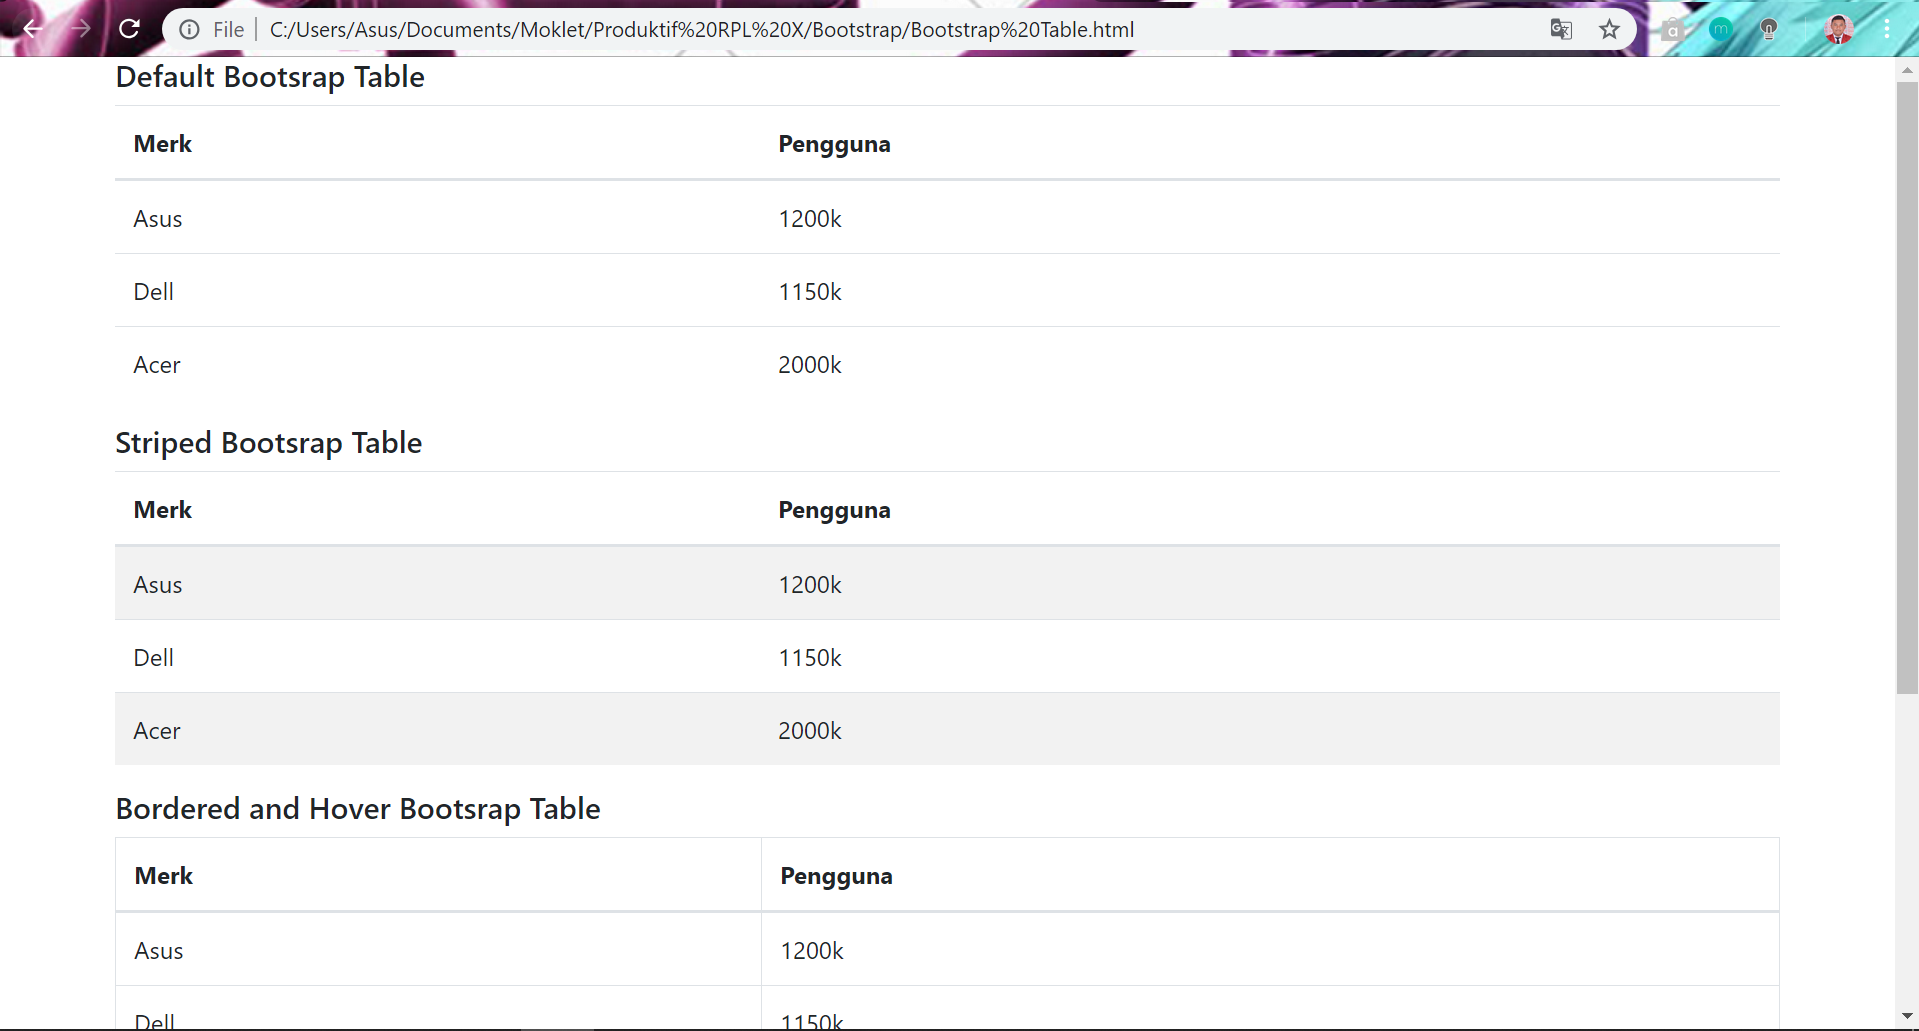 File | C:/Users/Asus/Documents/Moklet/Produktif%20RPL%20X/Bootstrap/Bootstrap%20Table.html
Default Bootsrap Table
Merk Pengguna
Asus 1200k
Dell 1150k
Acer 2000k
Striped Bootsrap Table
Merk Pengguna
Asus 1200k
Dell 1150k
Acer 2000k
Bordered and Hover Bootsrap Table
Merk Pengguna
Asus 1200k
Dell 1150k